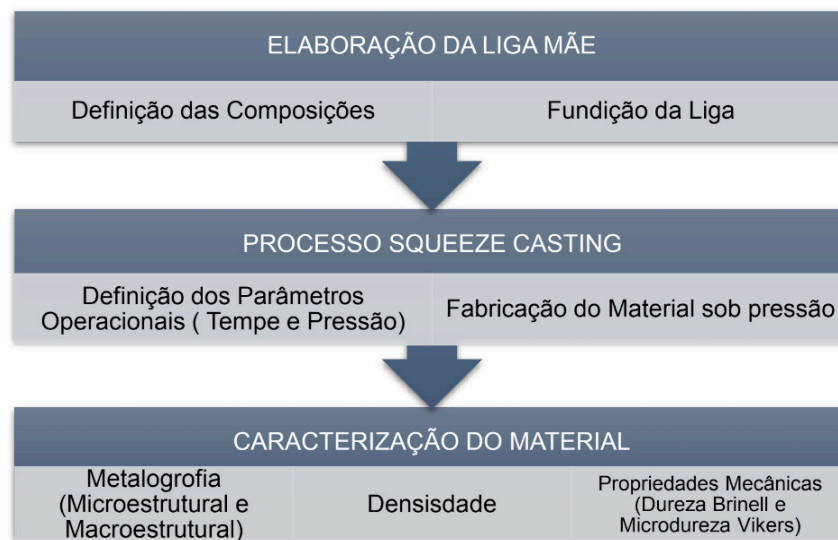 ELABORAÇÃO DA LIGA MÃE
Definição das Composições
Fundição da Liga
PROCESSO SQUEEZE CASTING
Definição dos Parâmetros
Operacionais ( Tempe e Pressão)
Fabricação do Material sob pressão
CARACTERIZAÇÃO DO MATERIAL
Metalogrofia
(Microestrutural e
Macroestrutural)
Densisdade
Propriedades Mecânicas
(Dureza Brinell e
Microdureza Vikers)